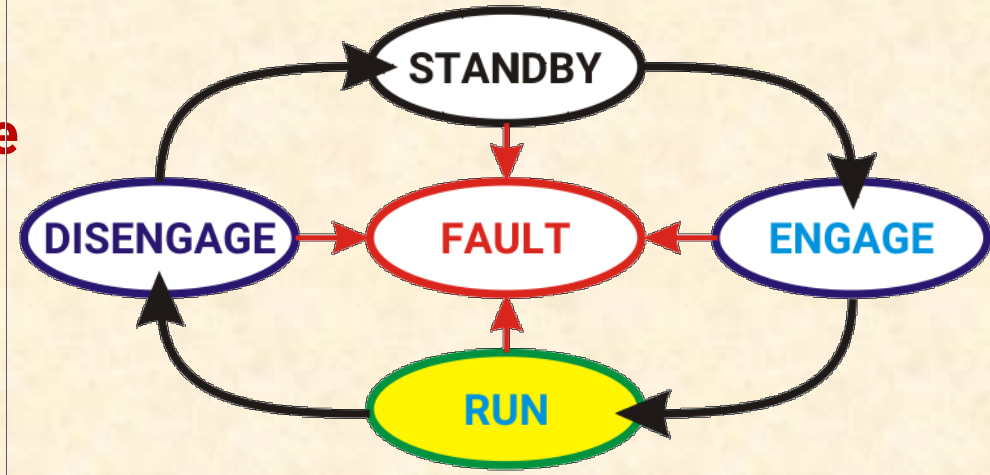 STANDBY
e
DISENGAGE
FAULT
ENGAGE
RUN